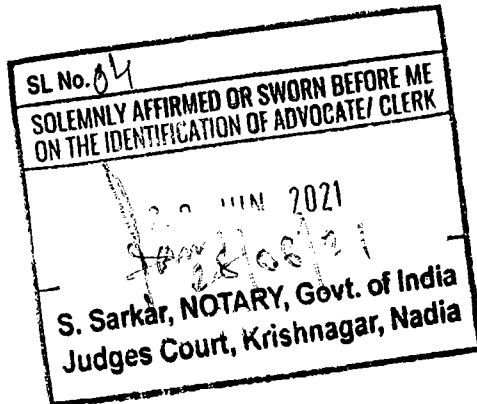 SL No. 04
SOLEMNLY AFFIRMED OR SWORN BEFORE ME
ON THE IDENTIFICATION OF ADVOCATE/ CLERK
JUN 2021
28/06/21
S. Sarkar, NOTARY, Govt. of India
Judges Court, Krishnagar, Nadia